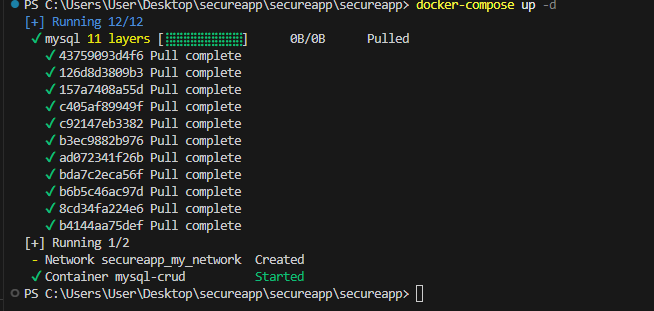 PS C:\Users\User\Desktop\secureapp\secureapp> docker-compose up -d
[+] Running 12/12
✔ mysql 11 layers [⣿⣿⣿⣿⣿⣿⣿⣿⣿⣿⣿] 0B/0B Pulled
✔ 43759093d4f6 Pull complete
✔ 126d8d3809b3 Pull complete
✔ 157a7408a55d Pull complete
✔ c405af89949f Pull complete
✔ c92147eb3382 Pull complete
✔ b3ec9882b976 Pull complete
✔ ad072341f26b Pull complete
✔ bda7c2eca56f Pull complete
✔ b6b5c46ac97d Pull complete
✔ 8cd34fa224e6 Pull complete
✔ b4144aa75def Pull complete
[+] Running 1/2
- Network secureapp_my_network Created
✔ Container mysql-crud Started
PS C:\Users\User\Desktop\secureapp\secureapp>